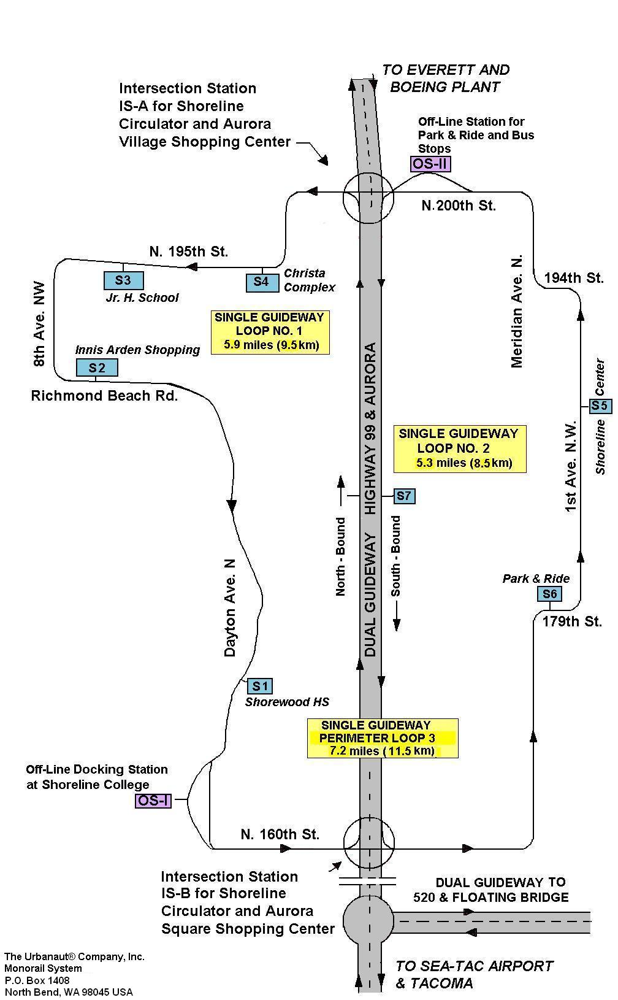 TO EVERETT AND
BOEING PLANT
Intersection Station
IS-A for Shoreline
Circulator and Aurora
Village Shopping Center
Off-Line Station for
Park & Ride and Bus
Stops
OS-II
N.200th St.
N. 195th St.
S3
Jr. H. School
S4
Christa
Complex
8th Ave. NW
Meridian Ave. N.
194th St.
SINGLE GUIDEWAY
LOOP NO. 1
5.9 miles (9.5km)
Innis Arden Shopping
S2
Richmond Beach Rd.
DUAL GUIDEWAY HIGHWAY 99 & AURORA
S5
Shoreline Center
1st Ave. N.W.
SINGLE GUIDEWAY
LOOP NO. 2
5.3 miles (8.5km)
S7
North - Bound
South - Bound
Dayton Ave. N
Park & Ride
S6
179th St.
S1
Shorewood HS
SINGLE GUIDEWAY
PERIMETER LOOP 3
7.2 miles (11.5 km)
Off-Line Docking Station
at Shoreline College
OS-I
N. 160th St.
Intersection Station
IS-B for Shoreline
Circulator and Aurora
Square Shopping Center
DUAL GUIDEWAY TO
520 & FLOATING BRIDGE
TO SEA-TAC AIRPORT
& TACOMA
The Urbanaut® Company, Inc.
Monorail System
P.O. Box 1408
North Bend, WA 98045 USA